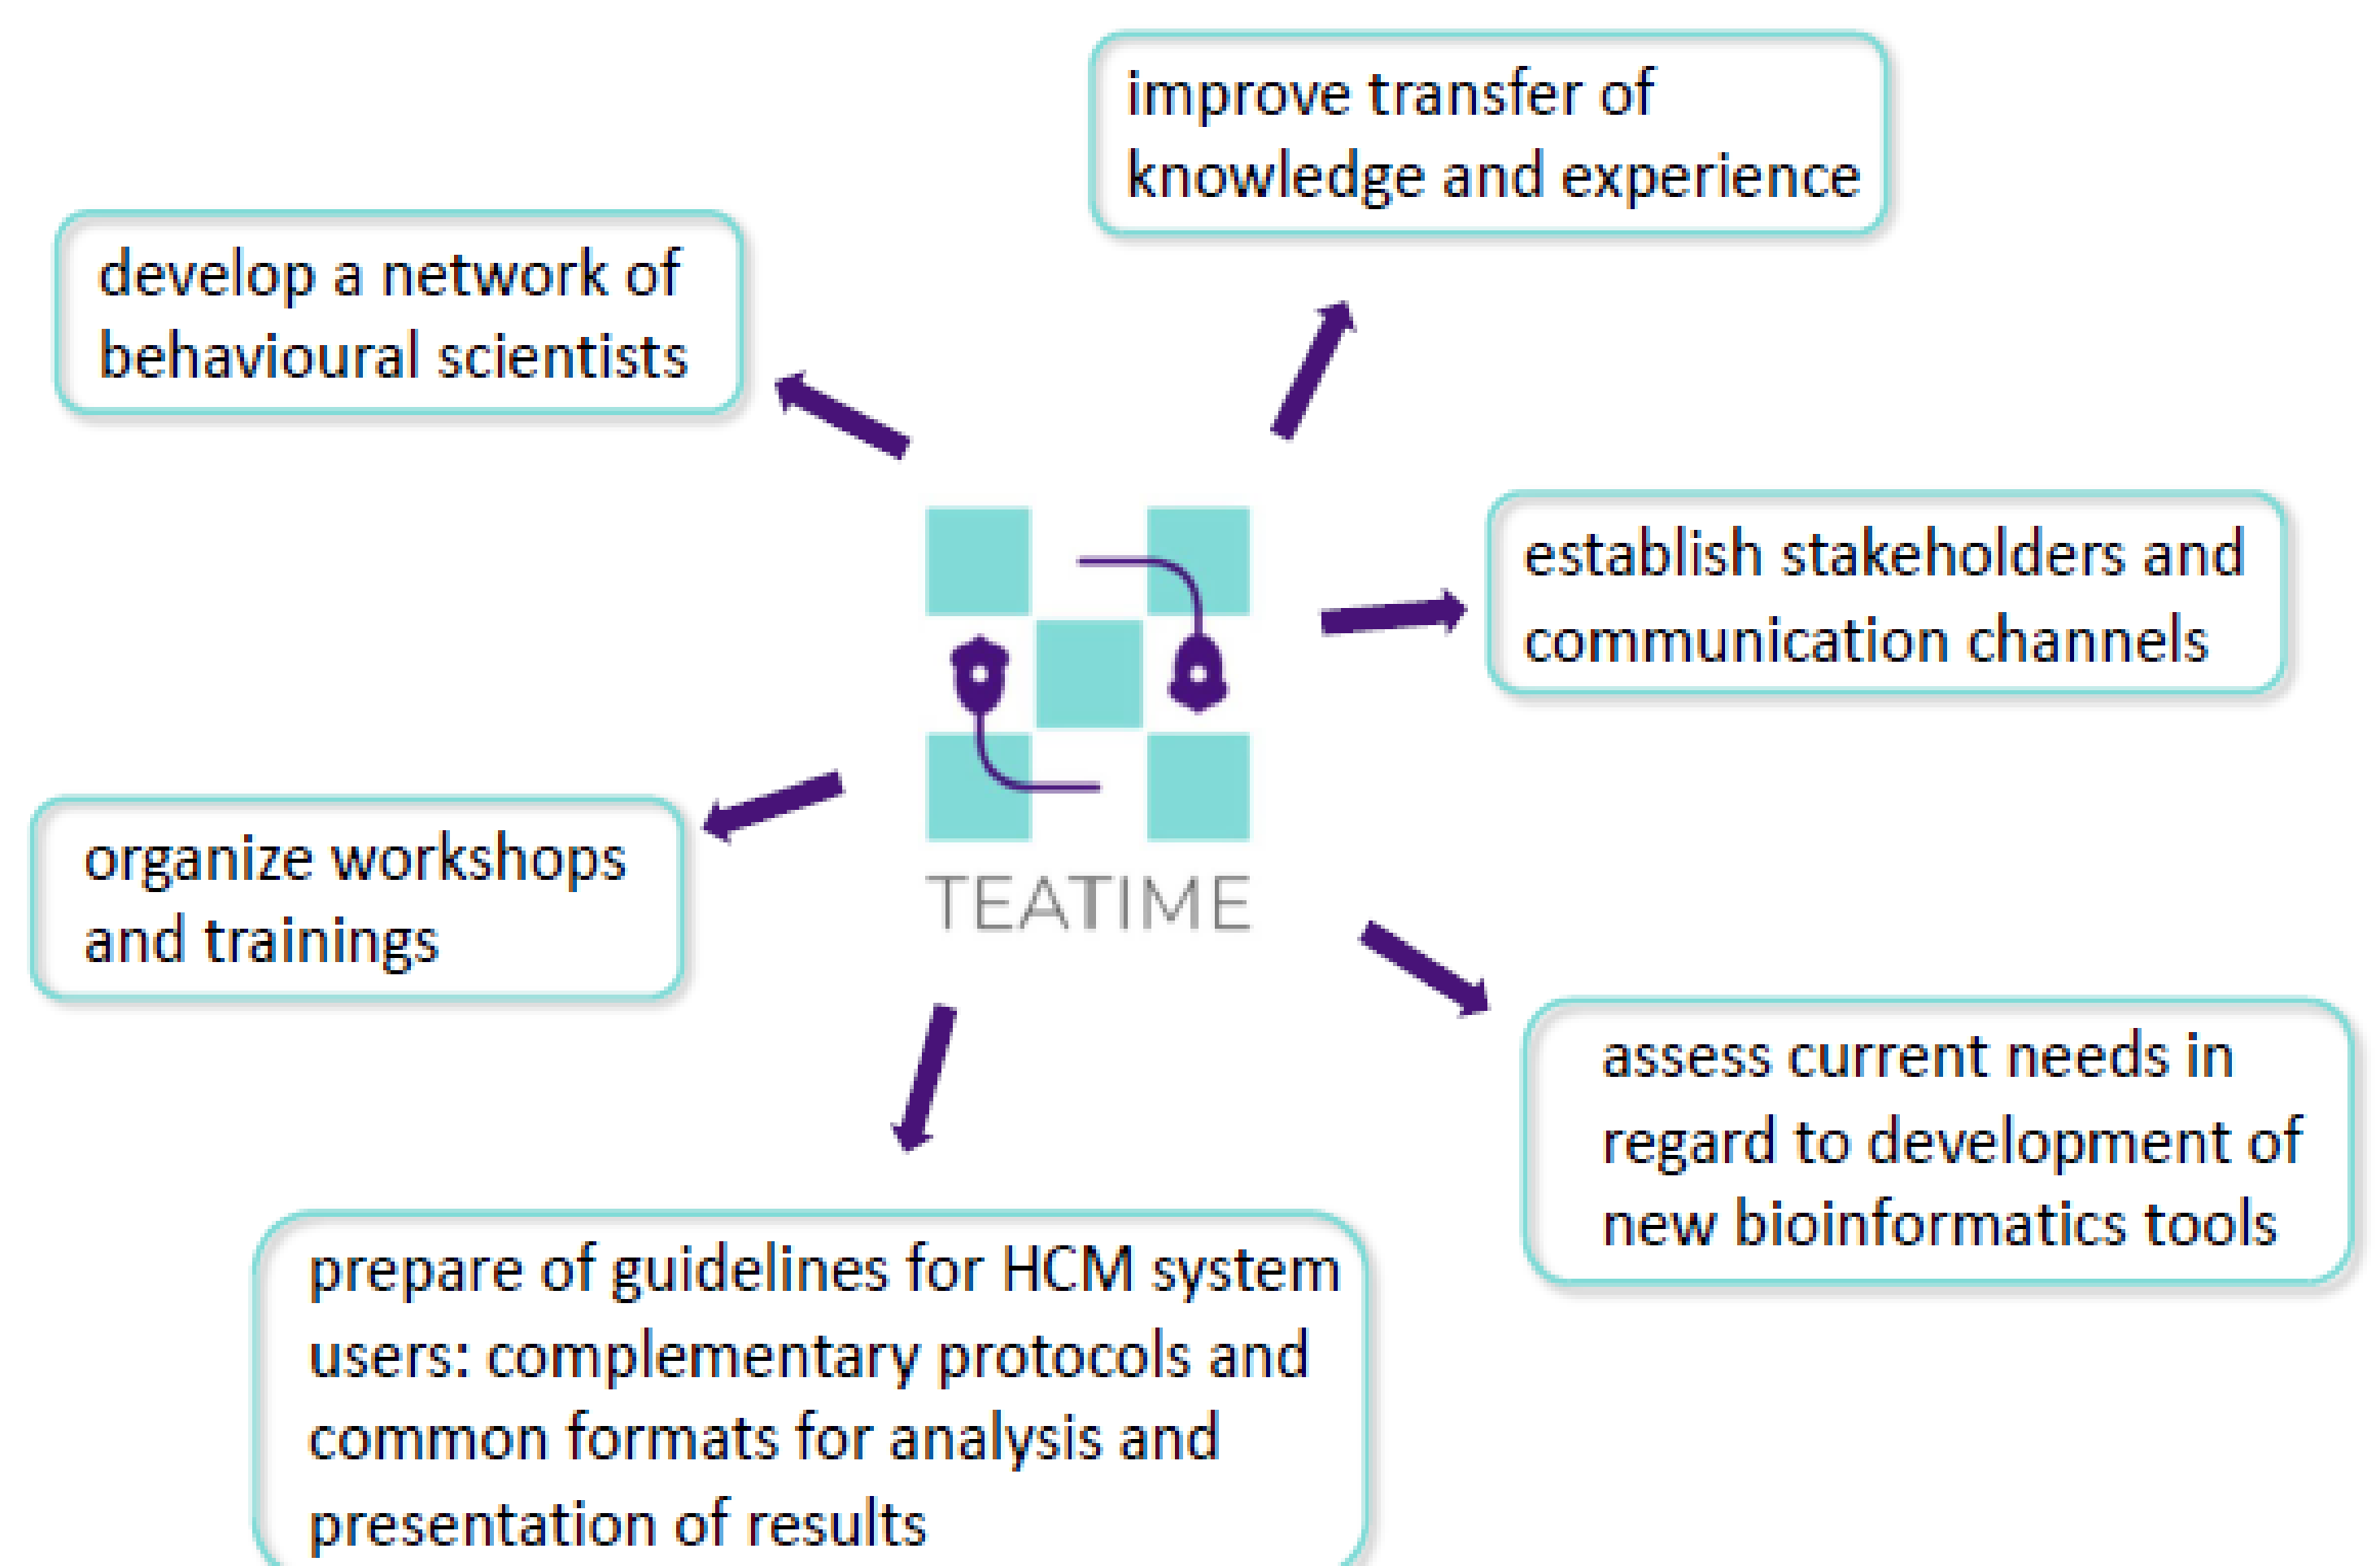 improve transfer of
knowledge and experience
develop a network of
behavioural scientists
establish stakeholders and
communication channels
TEATIME
organize workshops
and trainings
assess current needs in
regard to development of
new bioinformatics tools
prepare of guidelines for HCM system
users: complementary protocols and
common formats for analysis and
presentation of results